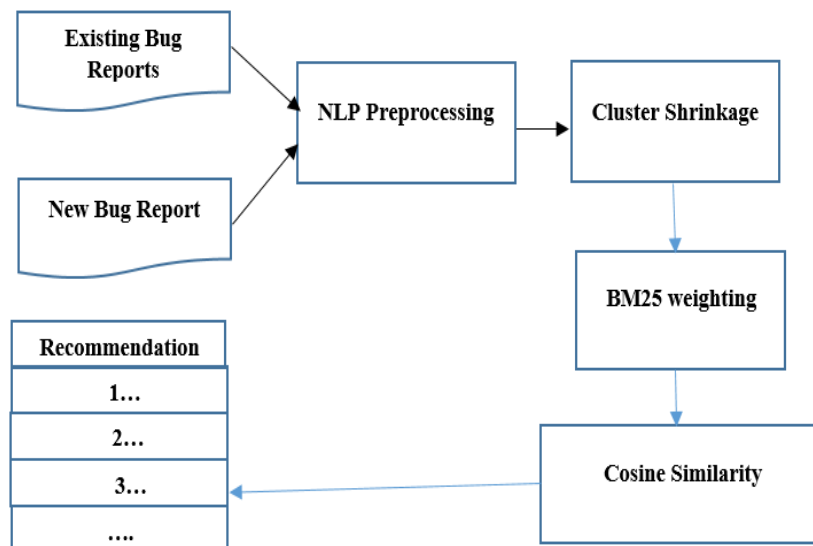 Existing Bug
Reports
NLP Preprocessing
Cluster Shrinkage
New Bug Report
BM25 weighting
Recommendation
1…
2…
3…
….
Cosine Similarity